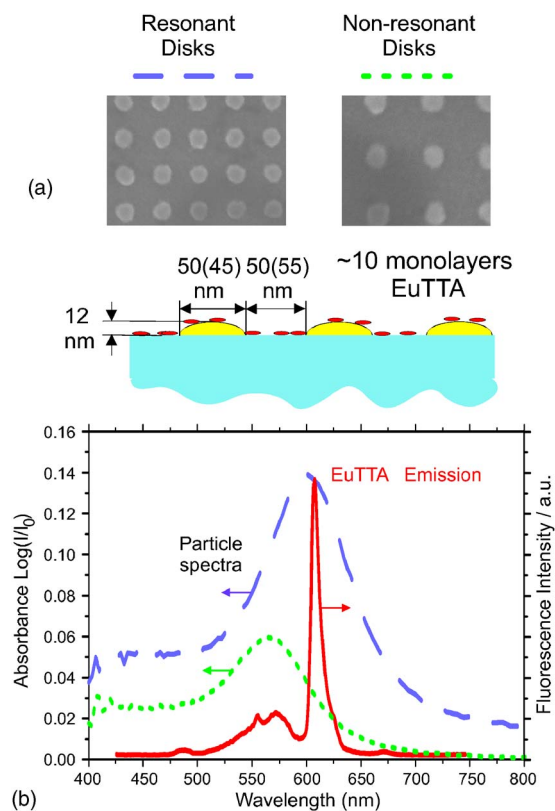 Resonant Disks
Non-resonant Disks
(a)
50(45) nm
50(55) nm
~10 monolayers EuTTA
12 nm
0.16
0.14
0.12
0.10
0.08
0.06
0.04
0.02
0.00
Absorbance Log(I/I0)
EuTTA Emission
Particle spectra
Fluorescence Intensity / a.u.
400 450 500 550 600 650 700 750 800
(b)
Wavelength (nm)